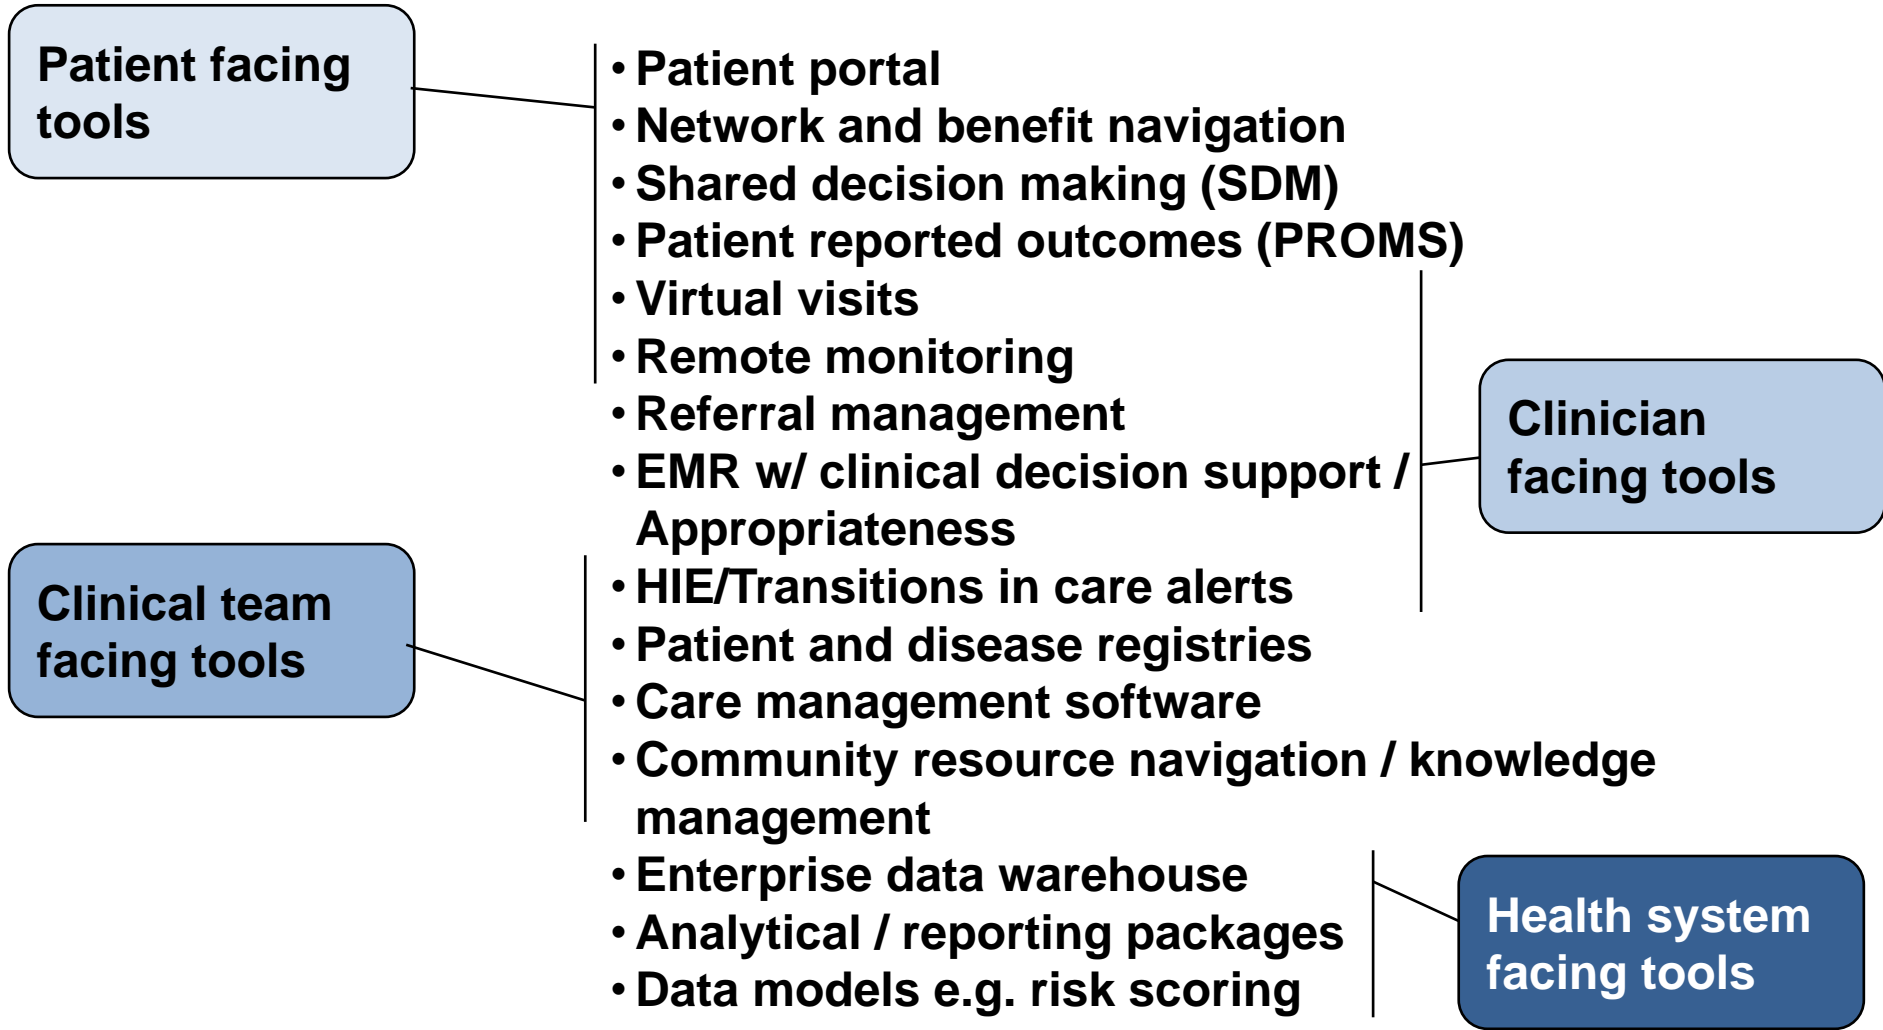 Patient facing
tools
• Patient portal
• Network and benefit navigation
• Shared decision making (SDM)
• Patient reported outcomes (PROMS)
• Virtual visits
• Remote monitoring
• Referral management
• EMR w/ clinical decision support /
Appropriateness
• HIE/Transitions in care alerts
• Patient and disease registries
• Care management software
• Community resource navigation / knowledge
management
• Enterprise data warehouse
• Analytical / reporting packages
• Data models e.g. risk scoring
Clinician
facing tools
Clinical team
facing tools
Health system
facing tools